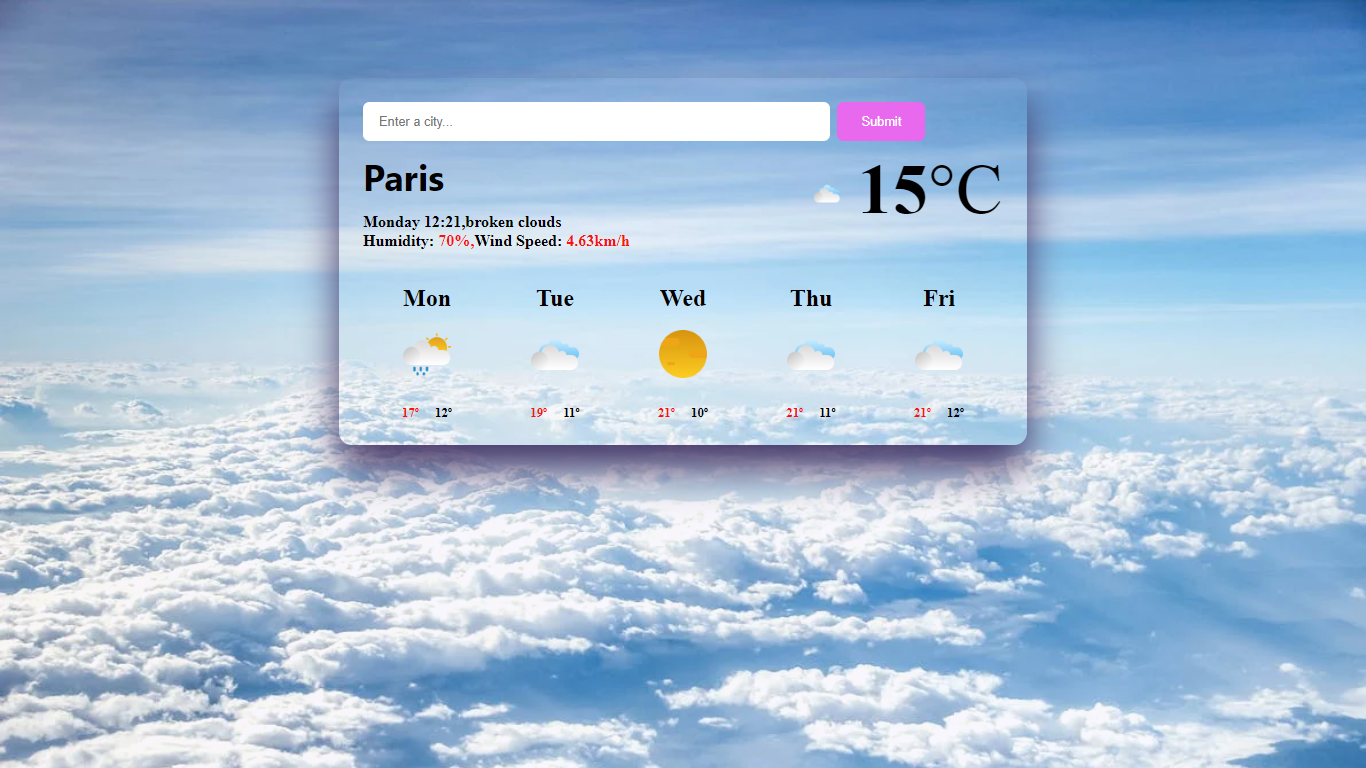 Enter a city...
Submit
Paris
15°C
Monday 12:21,broken clouds
Humidity: 70%,Wind Speed: 4.63km/h
Mon Tue Wed Thu Fri
17° 12° 19° 11° 21° 10° 21° 11° 21° 12°